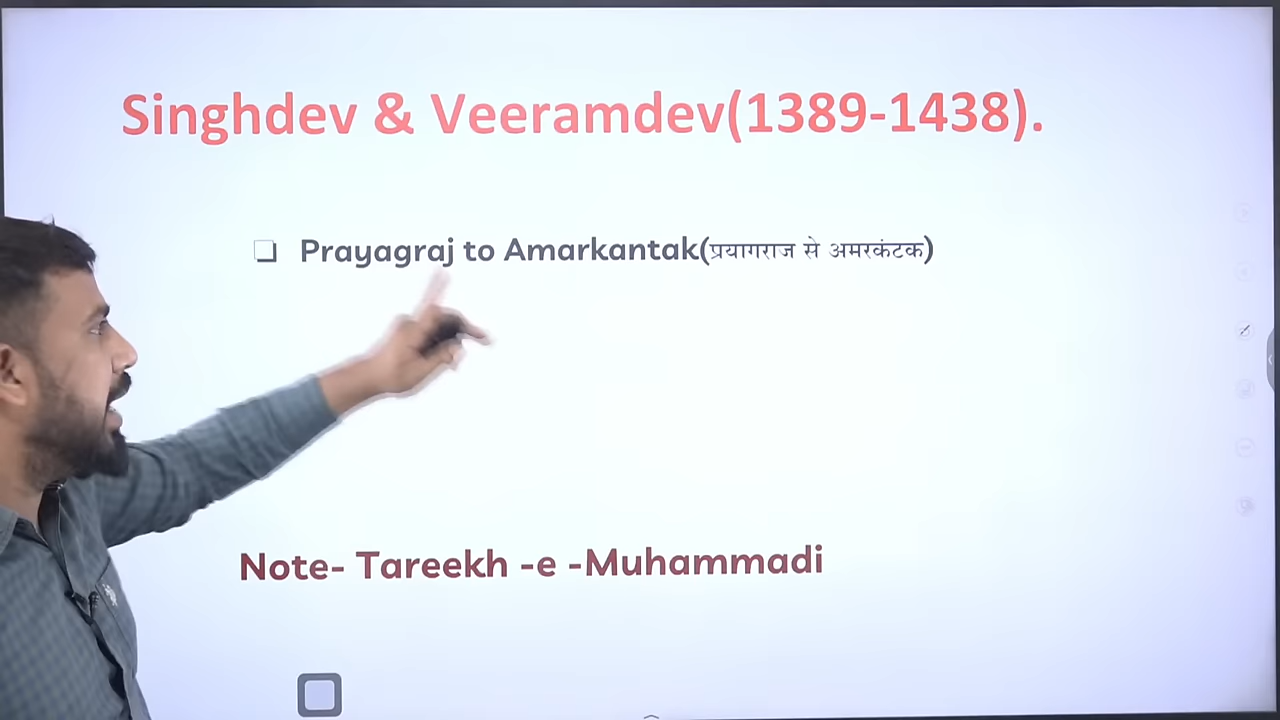 Singhdev & Veeramdev(1389-1438).
❑ Prayagraj to Amarkantak(प्रयागराज से अमरकंटक)
Note- Tareekh -e -Muhammadi